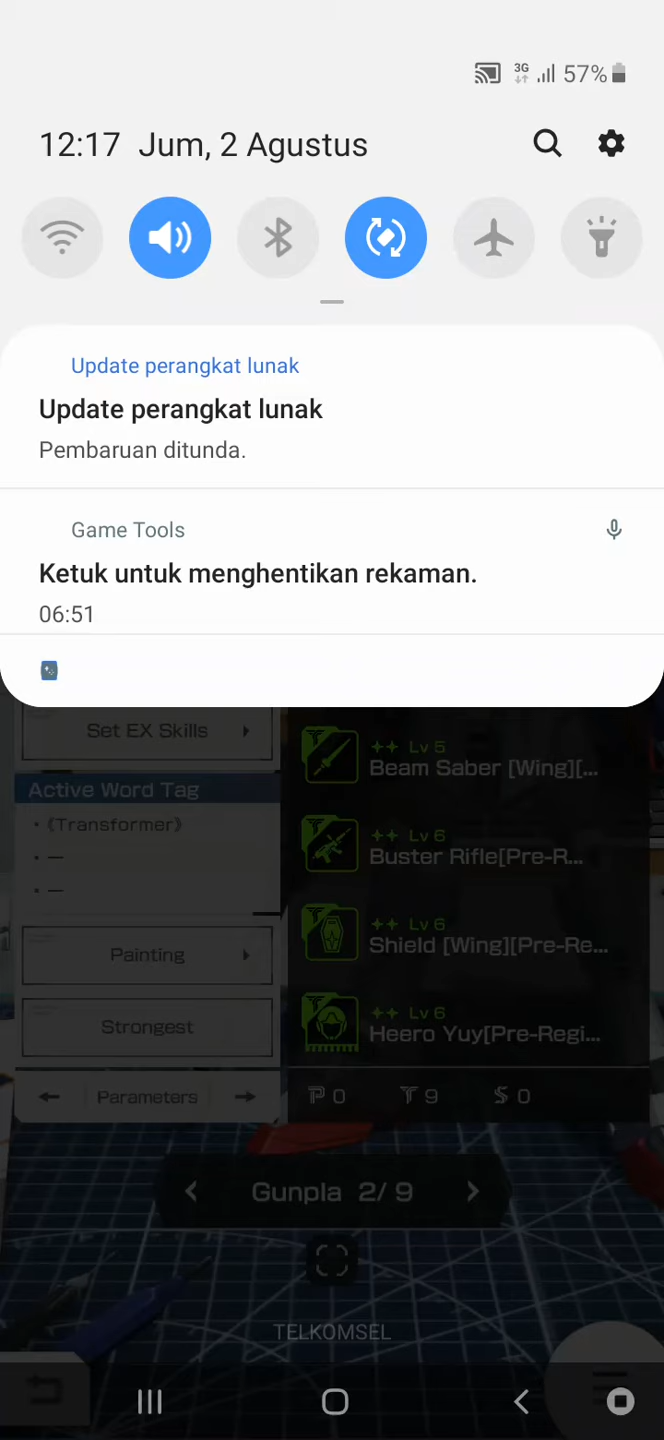 3G 57%
12:17 Jum, 2 Agustus
Update perangkat lunak
Update perangkat lunak
Pembaruan ditunda.
Game Tools
Ketuk untuk menghentikan rekaman.
06:51
Set EX Skills
Active Word Tag
・《Transformer》
・—
・—
Painting
Strongest
Parameters
Lv 5
Beam Saber [Wing][...
Lv 6
Buster Rifle[Pre-R...
Lv 6
Shield [Wing][Pre-Re...
Lv 6
Heero Yuy[Pre-Regi...
P 0 T 9 S 0
Gunpla 2/ 9
TELKOMSEL